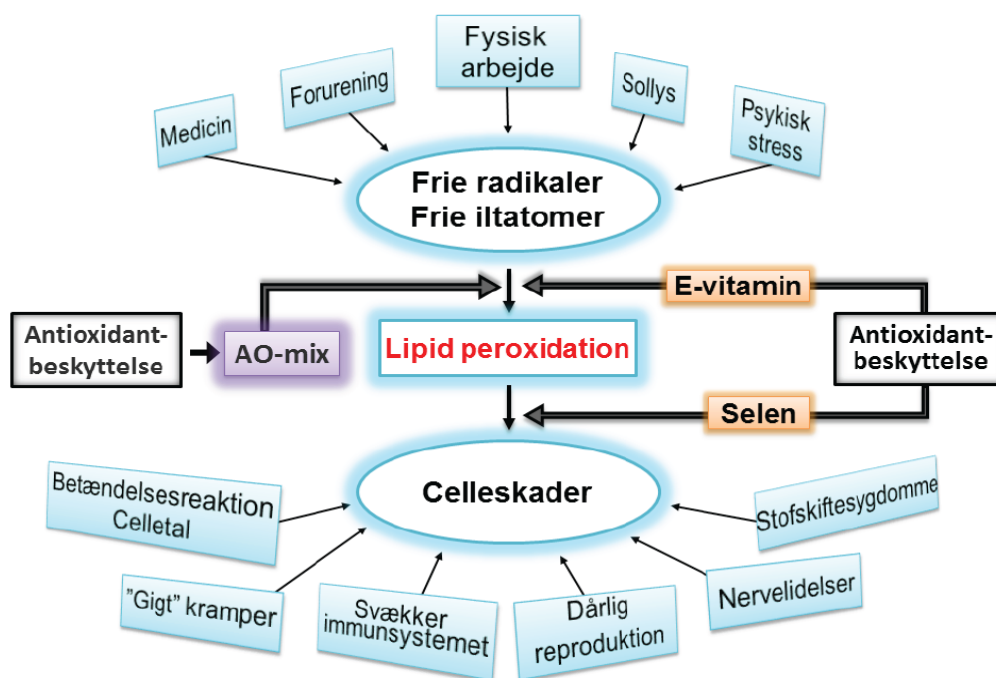 Fysisk
arbejde
Forurening
Sollys
Medicin
Psykisk
stress
Frie radikaler
Frie iltatomer
E-vitamin
Antioxidant-
beskyttelse
AO-mix
Lipid peroxidation
Antioxidant-
beskyttelse
Selen
Celleskader
Betændelsesreaktion
Celletal
Stofskiftesygdomme
"Gigt" kramper
Svækker
immunsystemet
Dårlig
reproduktion
Nervelidelser